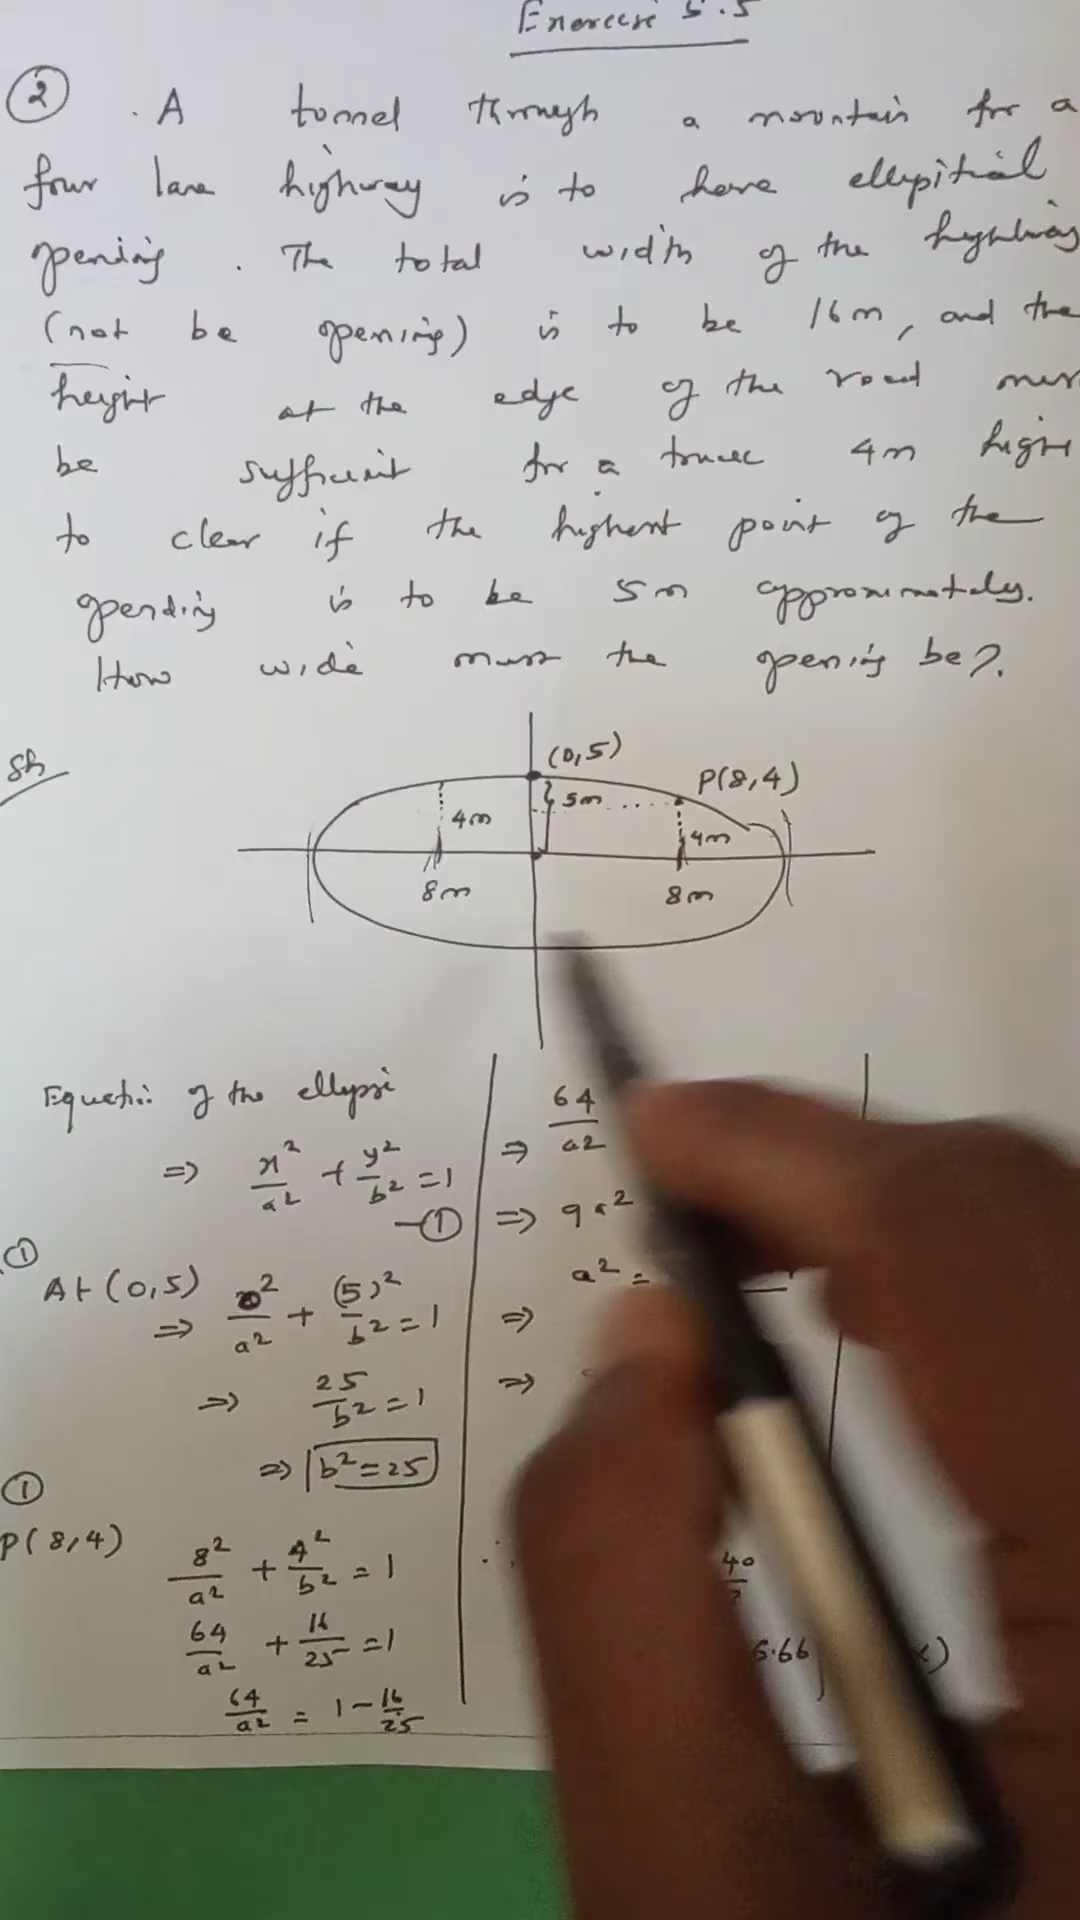 Exercise 5.5
② . A tunnel through a mountain for a
four lane highway is to have ellepitial
opening . The total width of the highway
(not be opening) is to be 16m, and the
height at the edge of the road
be sufficient for a truck 4m high
to clear if the highest point of the
opening is to be 5m approximately.
How wide must the opening be?
(0,5)
P(8,4)
5m
4m
4m
8m
8m
Equation of the ellipse
⇒ x²/a² + y²/b² = 1
—①
①
At (0,5) 0²/a² + (5)²/b² = 1
⇒
⇒ 25/b² = 1
⇒ b² = 25
①
P(8,4)
8²/a² + 4²/b² = 1
64/a² + 16/25 = 1
64/a² = 1 - 16/25
⇒ 64/a²
⇒ 9a²
a² =
⇒
⇒
∴
40
6.66
)